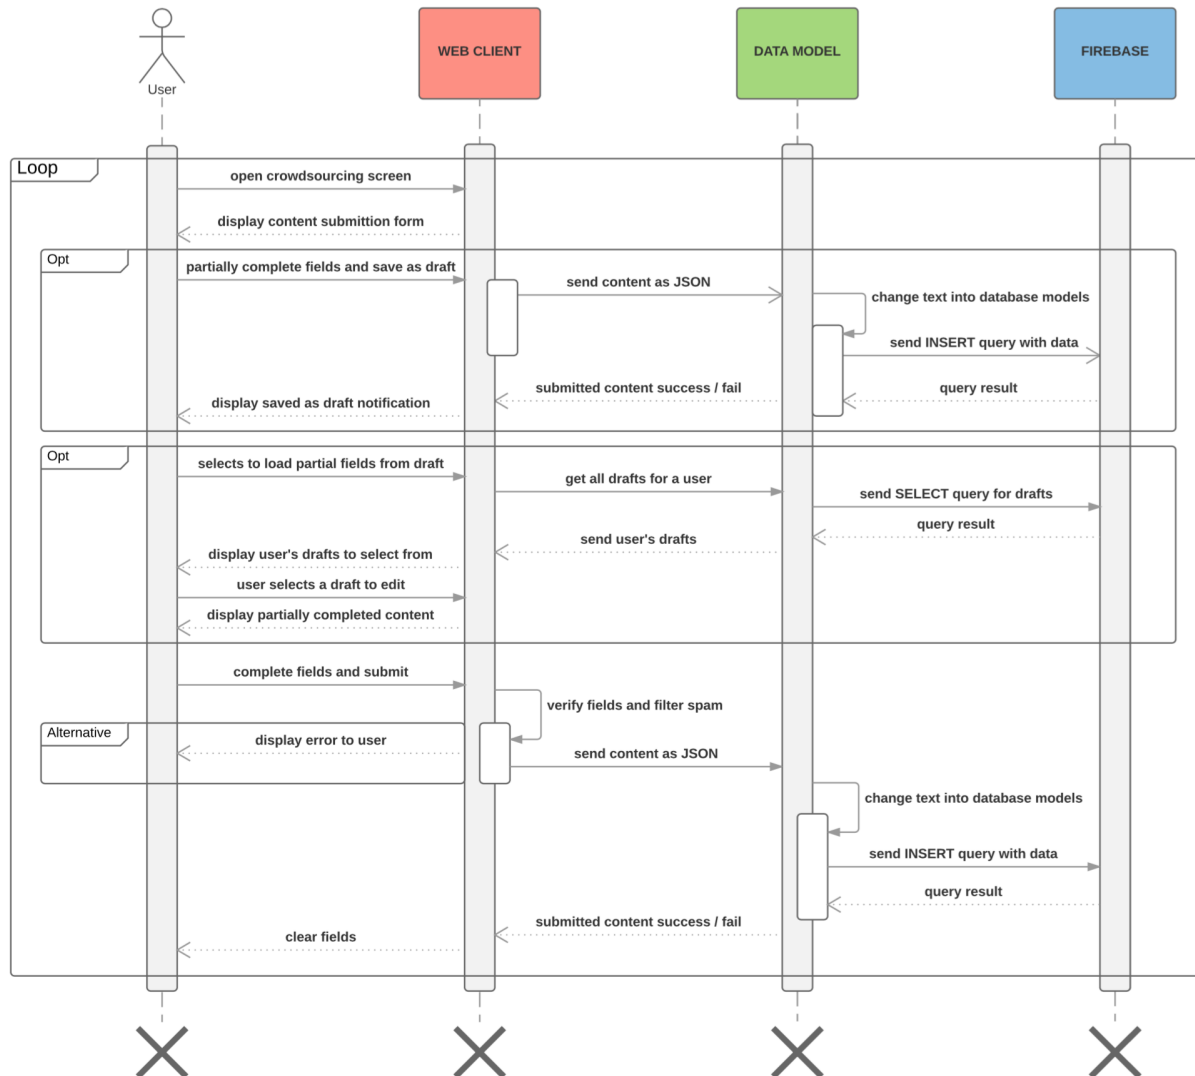 User
WEB CLIENT
DATA MODEL
FIREBASE
Loop
open crowdsourcing screen
display content submittion form
Opt
partially complete fields and save as draft
send content as JSON
change text into database models
send INSERT query with data
query result
submitted content success / fail
display saved as draft notification
Opt
selects to load partial fields from draft
get all drafts for a user
send SELECT query for drafts
query result
send user's drafts
display user's drafts to select from
user selects a draft to edit
display partially completed content
complete fields and submit
verify fields and filter spam
Alternative
display error to user
send content as JSON
change text into database models
send INSERT query with data
query result
submitted content success / fail
clear fields